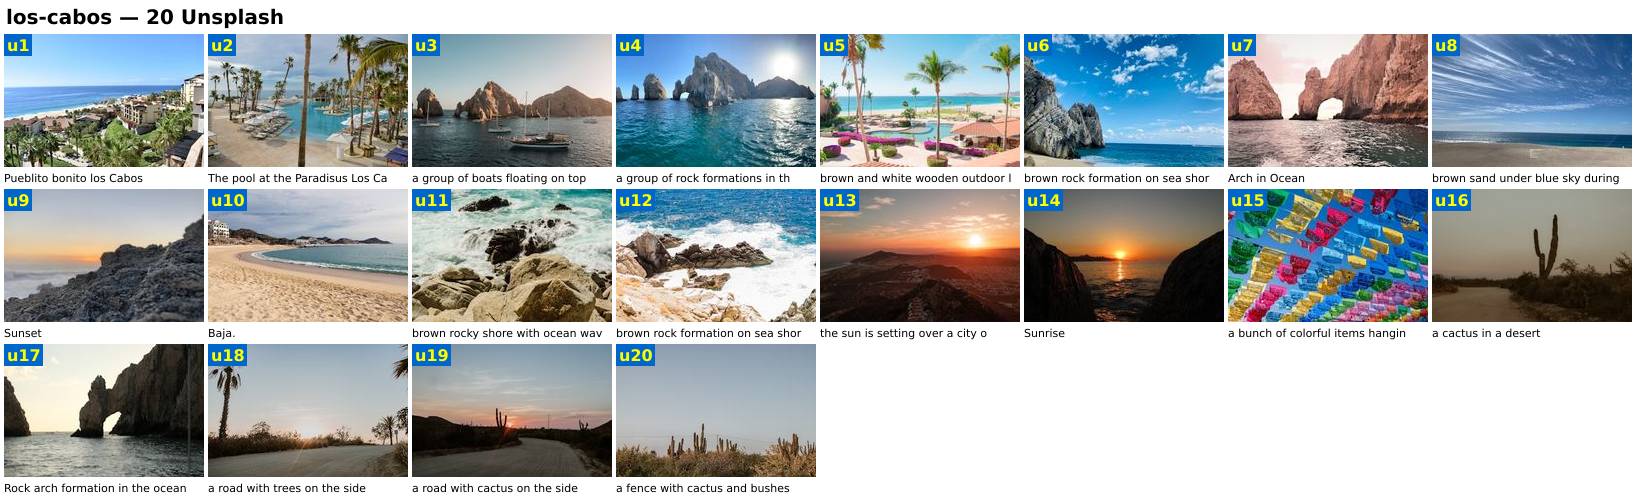 los-cabos — 20 Unsplash
u1
u2
u3
u4
u5
u6
u7
u8
Pueblito bonito los Cabos
The pool at the Paradisus Los Ca
a group of boats floating on top
a group of rock formations in th
brown and white wooden outdoor l
brown rock formation on sea shor
Arch in Ocean
brown sand under blue sky during
u9
u10
u11
u12
u13
u14
u15
u16
Sunset
Baja.
brown rocky shore with ocean wav
brown rock formation on sea shor
the sun is setting over a city o
Sunrise
a bunch of colorful items hangin
a cactus in a desert
u17
u18
u19
u20
Rock arch formation in the ocean
a road with trees on the side
a road with cactus on the side
a fence with cactus and bushes